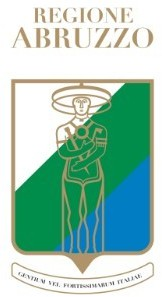 REGIONE
ABRUZZO
GENTIUM VEL FORTISSIMARUM ITALIAE